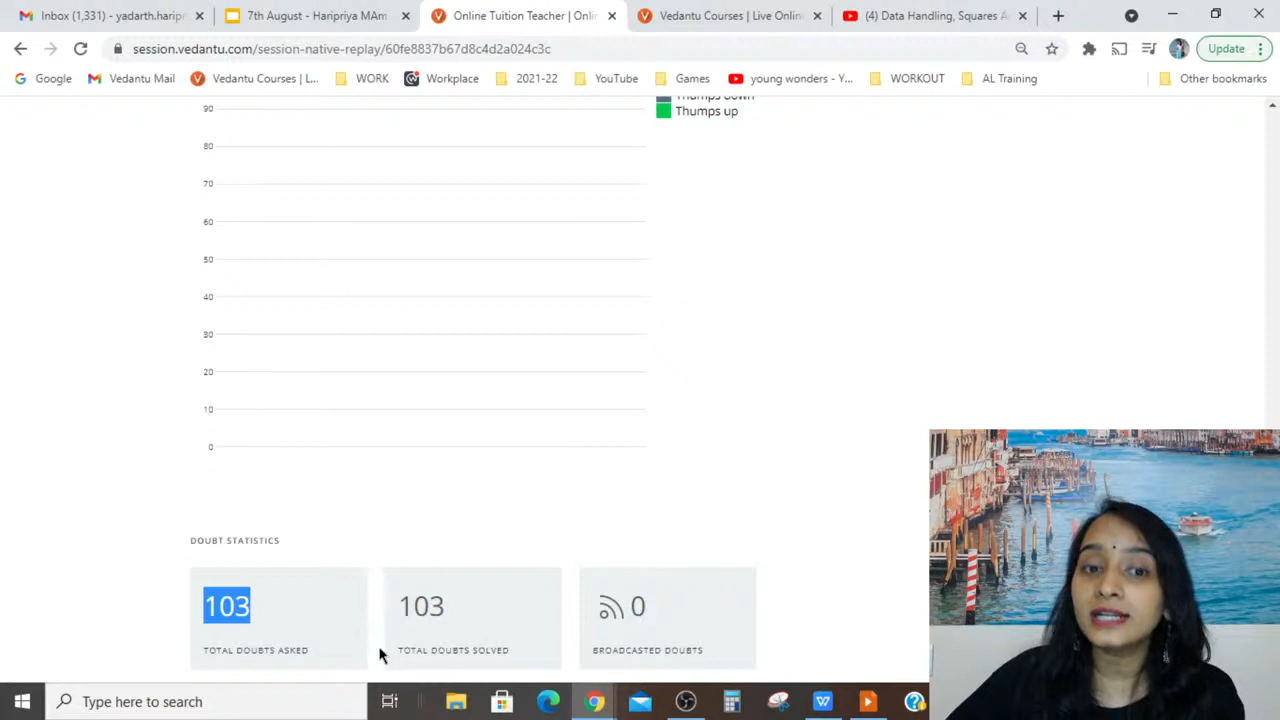 Inbox (1,331) - yadarth.haripr
7th August - Haripriya MAm
Online Tuition Teacher | Onli
Vedantu Courses | Live Onlin
(4) Data Handling, Squares A
session.vedantu.com/session-native-replay/60fe8837b67d8c4d2a024c3c
Update
Google
Vedantu Mail
Vedantu Courses | L...
WORK
Workplace
2021-22
YouTube
Games
young wonders - Y...
WORKOUT
AL Training
Other bookmarks
Thumps down
Thumps up
90
80
70
60
50
40
30
20
10
0
DOUBT STATISTICS
103
TOTAL DOUBTS ASKED
103
TOTAL DOUBTS SOLVED
0
BROADCASTED DOUBTS
Type here to search